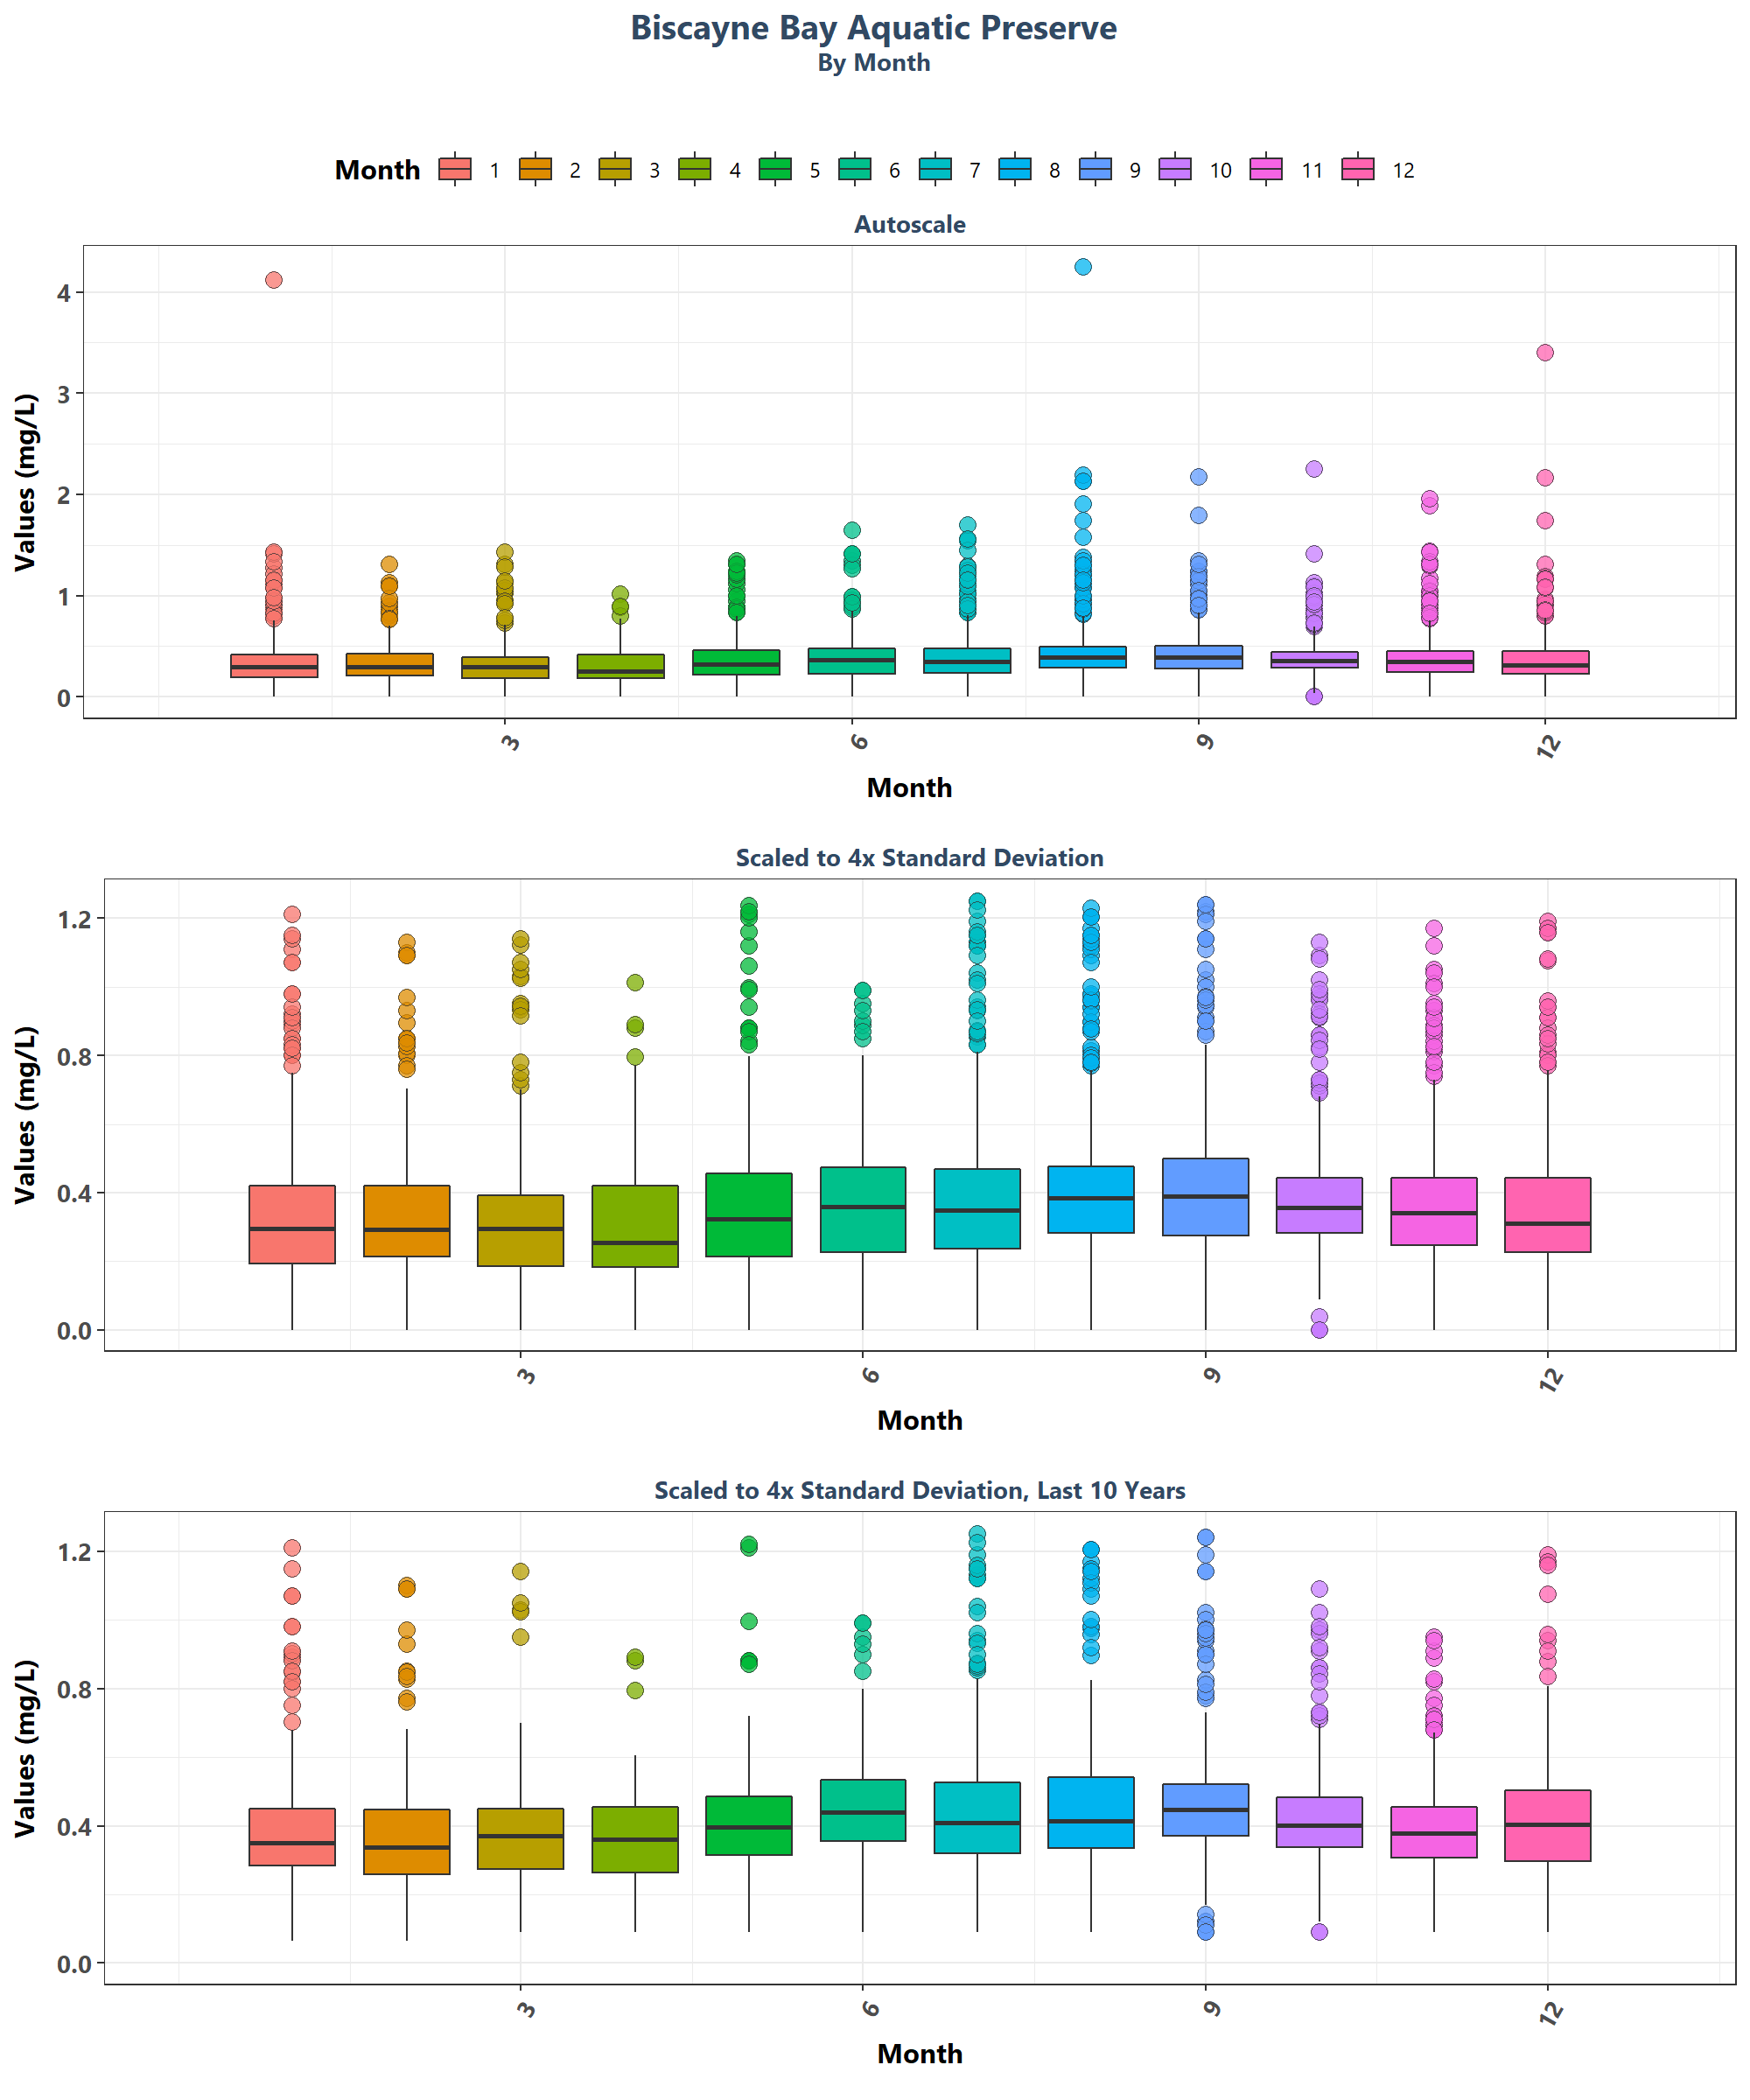 Biscayne Bay Aquatic Preserve
By Month
Month 1 2 3 4 5 6 7 8 9 10 11 12
Autoscale
Values (mg/L)
4
3
2
1
0
3 6 9 12
Month
Scaled to 4x Standard Deviation
Values (mg/L)
1.2
0.8
0.4
0.0
3 6 9 12
Month
Scaled to 4x Standard Deviation, Last 10 Years
Values (mg/L)
1.2
0.8
0.4
0.0
3 6 9 12
Month